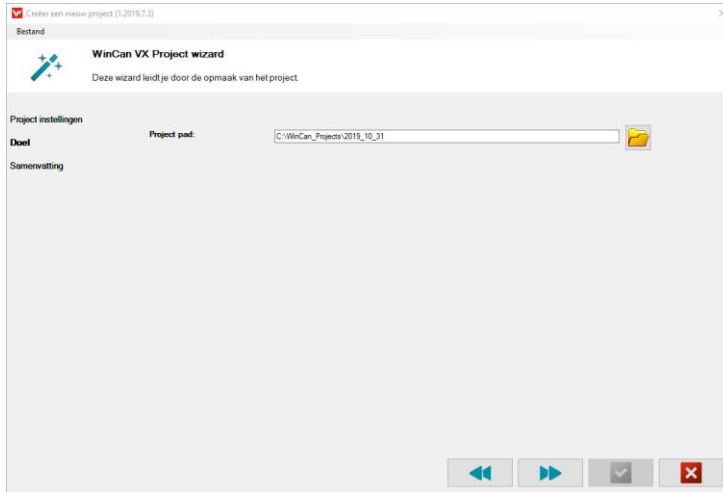 Creëer een nieuw project (1.2019.7.3)
Bestand
WinCan VX Project wizard
Deze wizard leidt je door de opmaak van het project.
Project instellingen
Project pad:
C:\WinCan_Projects\2019_10_31
Doel
Samenvatting